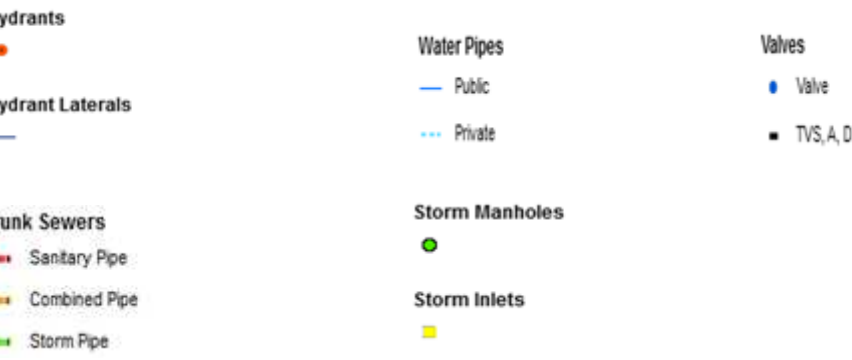 ydrants
ydrant Laterals
unk Sewers
Sanitary Pipe
Combined Pipe
Storm Pipe
Water Pipes
Public
Private
Storm Manholes
Storm Inlets
Valves
Valve
TVS, A, D